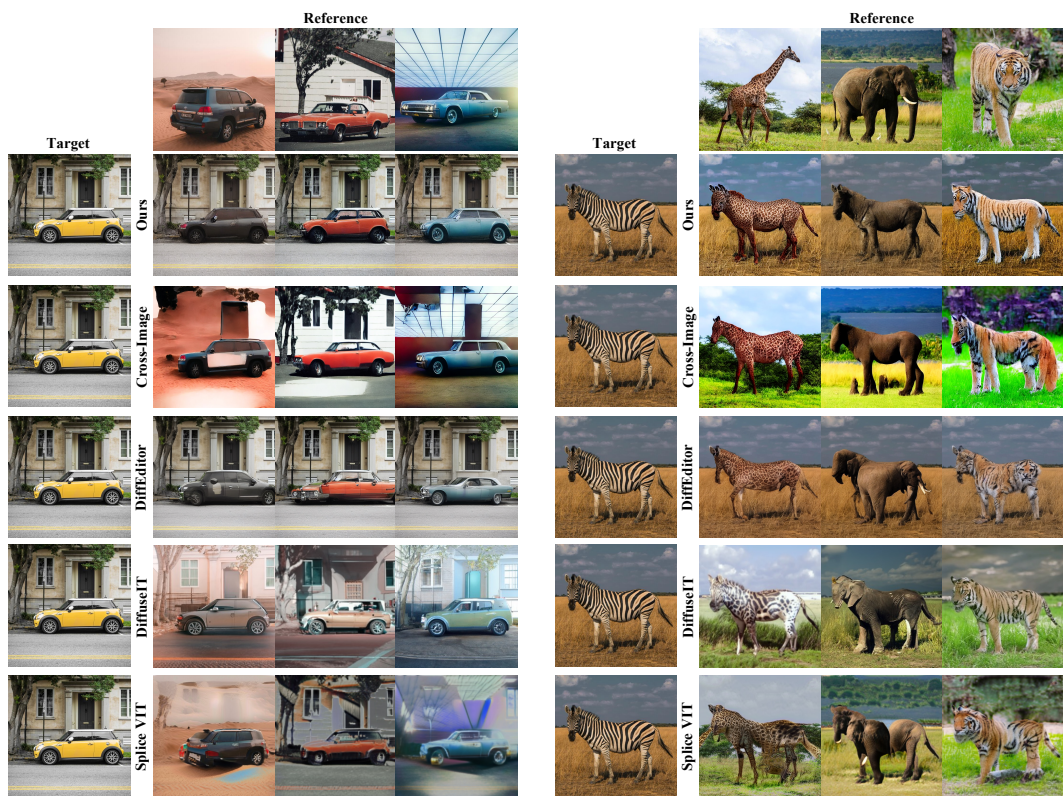 Reference
Target
Ours
Cross-Image
DiffEditor
DiffuseIT
Splice ViT
Reference
Target
Ours
Cross-Image
DiffEditor
DiffuseIT
Splice ViT